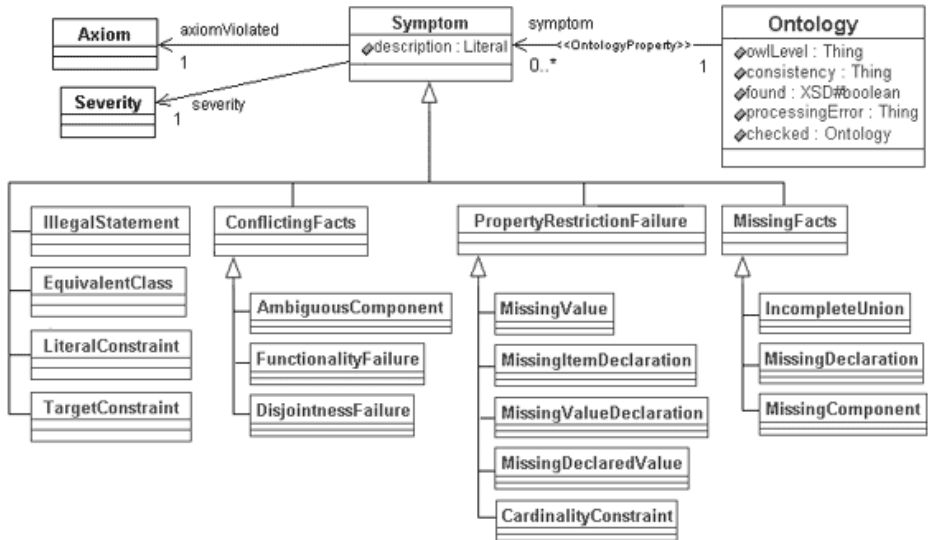 Axiom
axiomViolated
1
Severity
severity
1
Symptom
description : Literal
symptom
0..*
<<OntologyProperty>>
1
Ontology
owlLevel : Thing
consistency : Thing
found : XSD#boolean
processingError : Thing
checked : Ontology
IllegalStatement
EquivalentClass
LiteralConstraint
TargetConstraint
ConflictingFacts
AmbiguousComponent
FunctionalityFailure
DisjointnessFailure
PropertyRestrictionFailure
MissingValue
MissingItemDeclaration
MissingValueDeclaration
MissingDeclaredValue
CardinalityConstraint
MissingFacts
IncompleteUnion
MissingDeclaration
MissingComponent